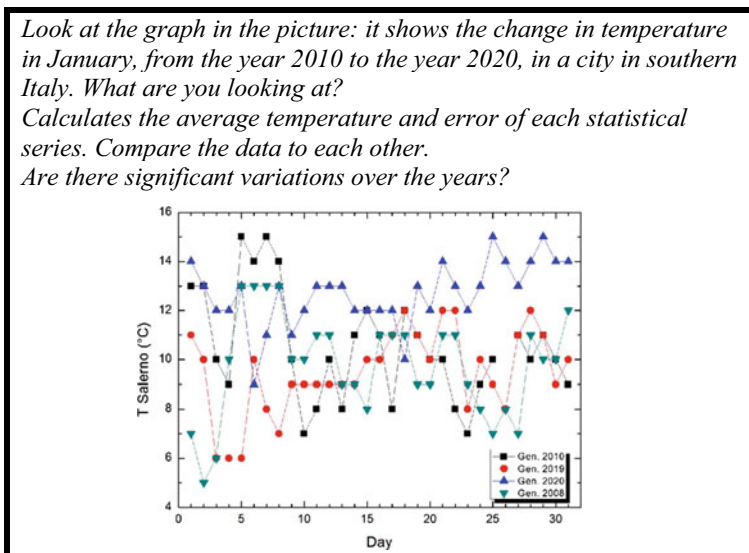 Look at the graph in the picture: it shows the change in temperature
in January, from the year 2010 to the year 2020, in a city in southern
Italy. What are you looking at?
Calculates the average temperature and error of each statistical
series. Compare the data to each other.
Are there significant variations over the years?
16
14
12
10
8
6
4
T Salerno (°C)
Gen. 2010
Gen. 2019
Gen. 2020
Gen. 2008
0 5 10 15 20 25 30
Day